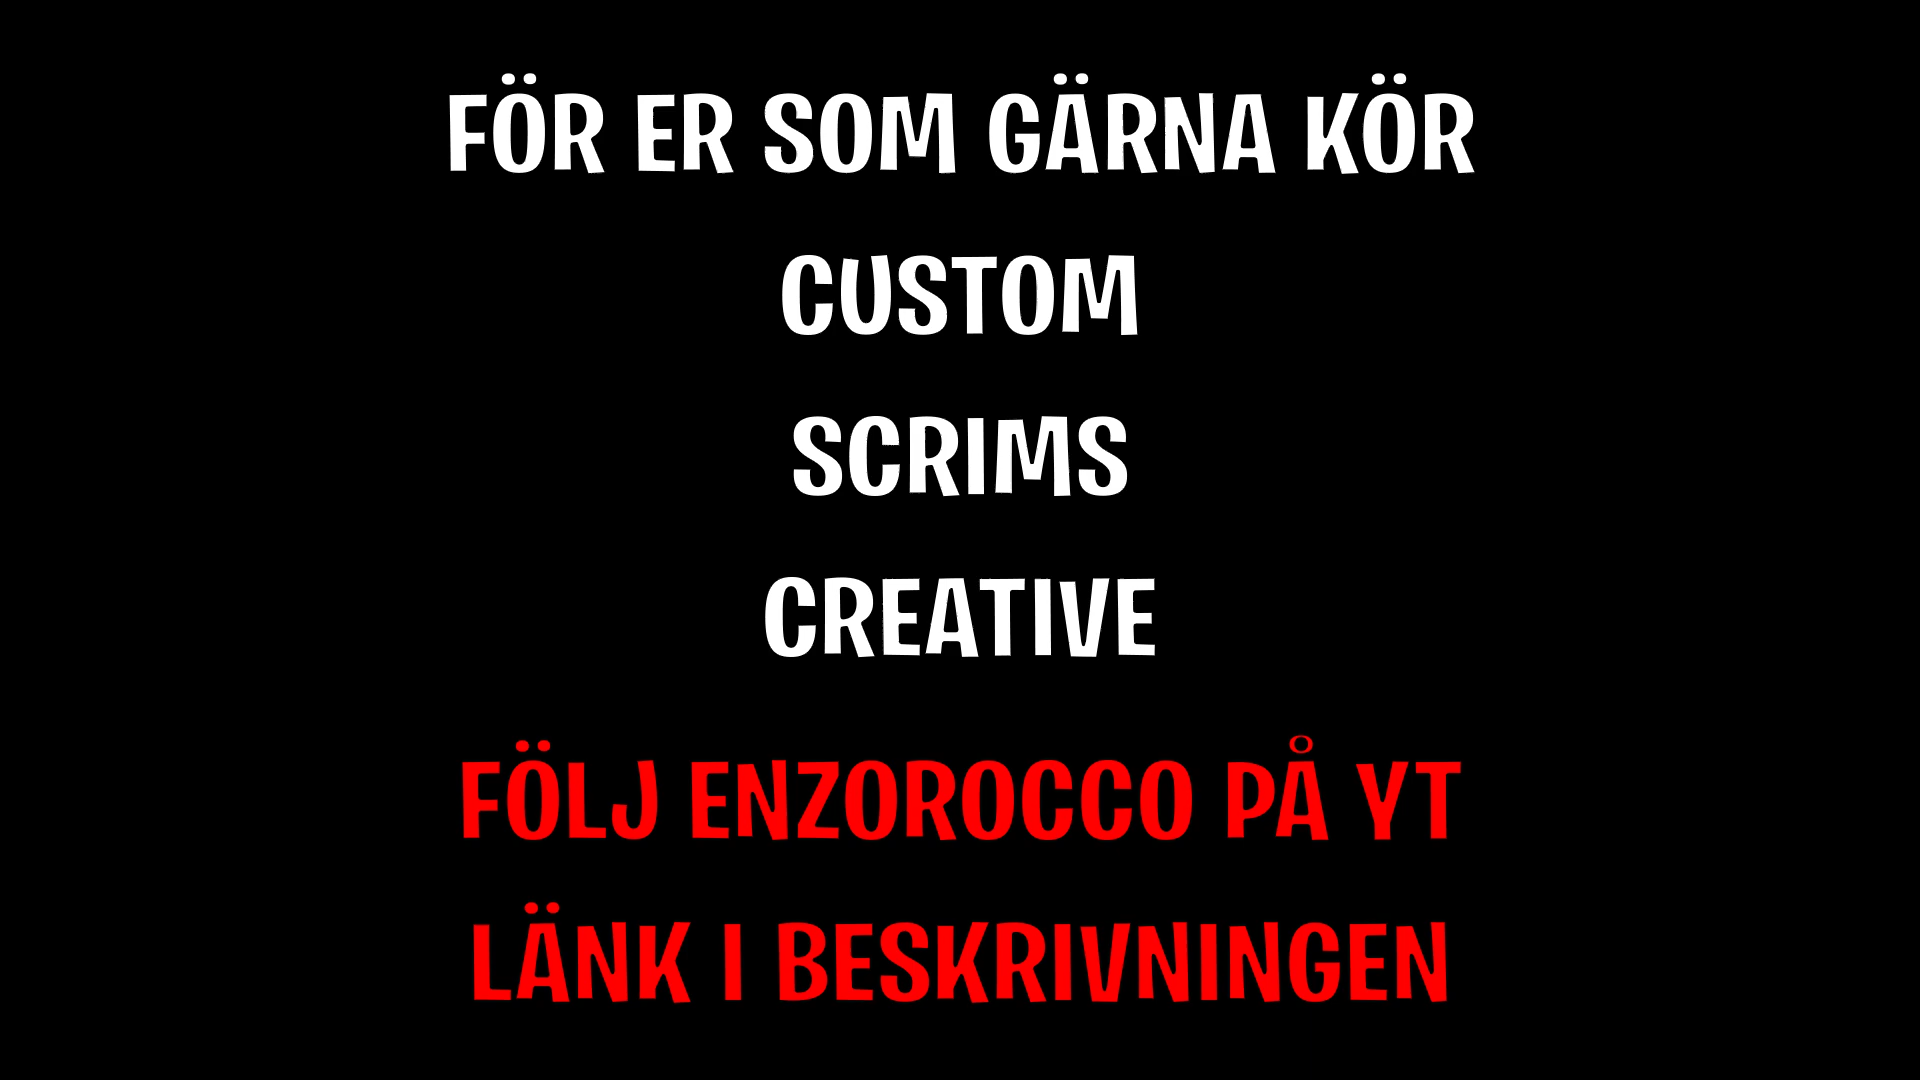 FÖR ER SOM GÄRNA KÖR
CUSTOM
SCRIMS
CREATIVE
FÖLJ ENZOROCCO PÅ YT
LÄNK I BESKRIVNINGEN